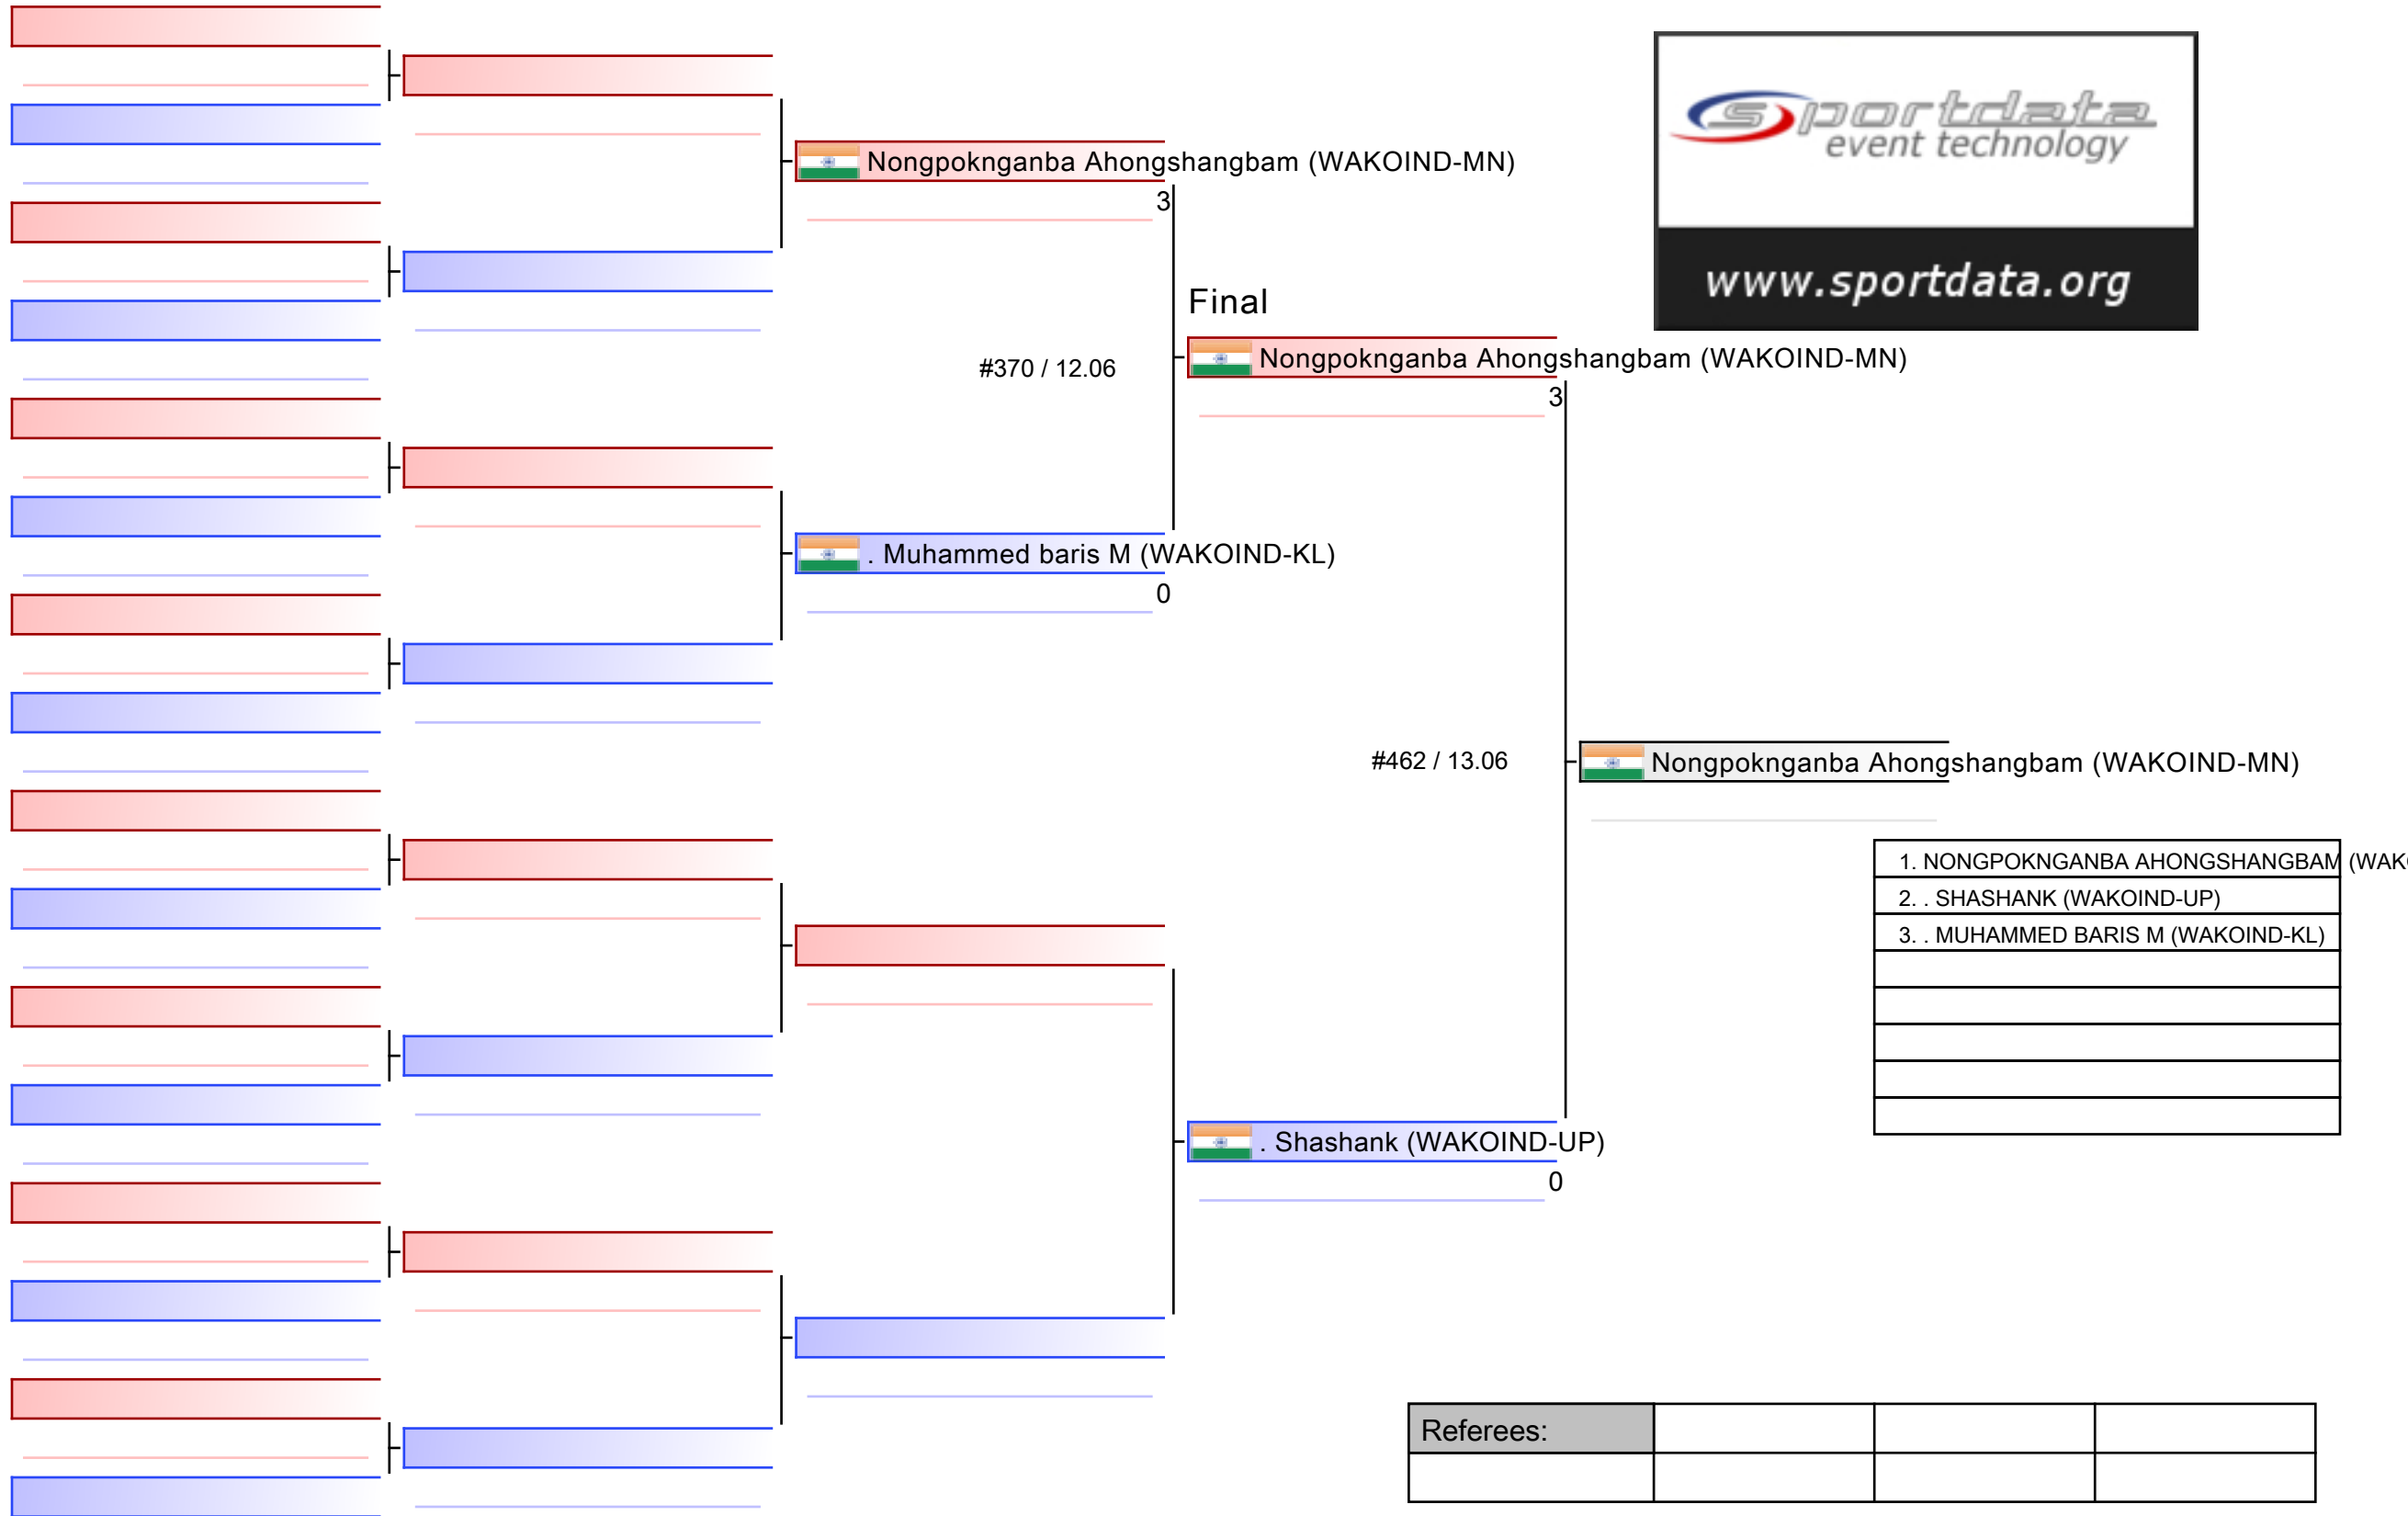 sportdata
event technology
www.sportdata.org
Nongpoknganba Ahongshangbam (WAKOIND-MN)
3
Final
#370 / 12.06
Nongpoknganba Ahongshangbam (WAKOIND-MN)
3
. Muhammed baris M (WAKOIND-KL)
0
#462 / 13.06
Nongpoknganba Ahongshangbam (WAKOIND-MN)
1. NONGPOKNGANBA AHONGSHANGBAM
2. . SHASHANK (WAKOIND-UP)
3. . MUHAMMED BARIS M (WAKOIND-KL)
. Shashank (WAKOIND-UP)
0
Referees: